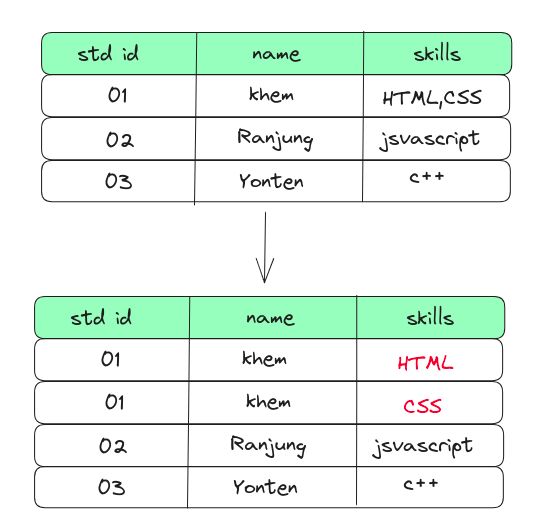 std id name skills
01 khem HTML,CSS
02 Ranjung jsvascript
03 Yonten c++
std id name skills
01 khem HTML
01 khem CSS
02 Ranjung jsvascript
03 Yonten c++